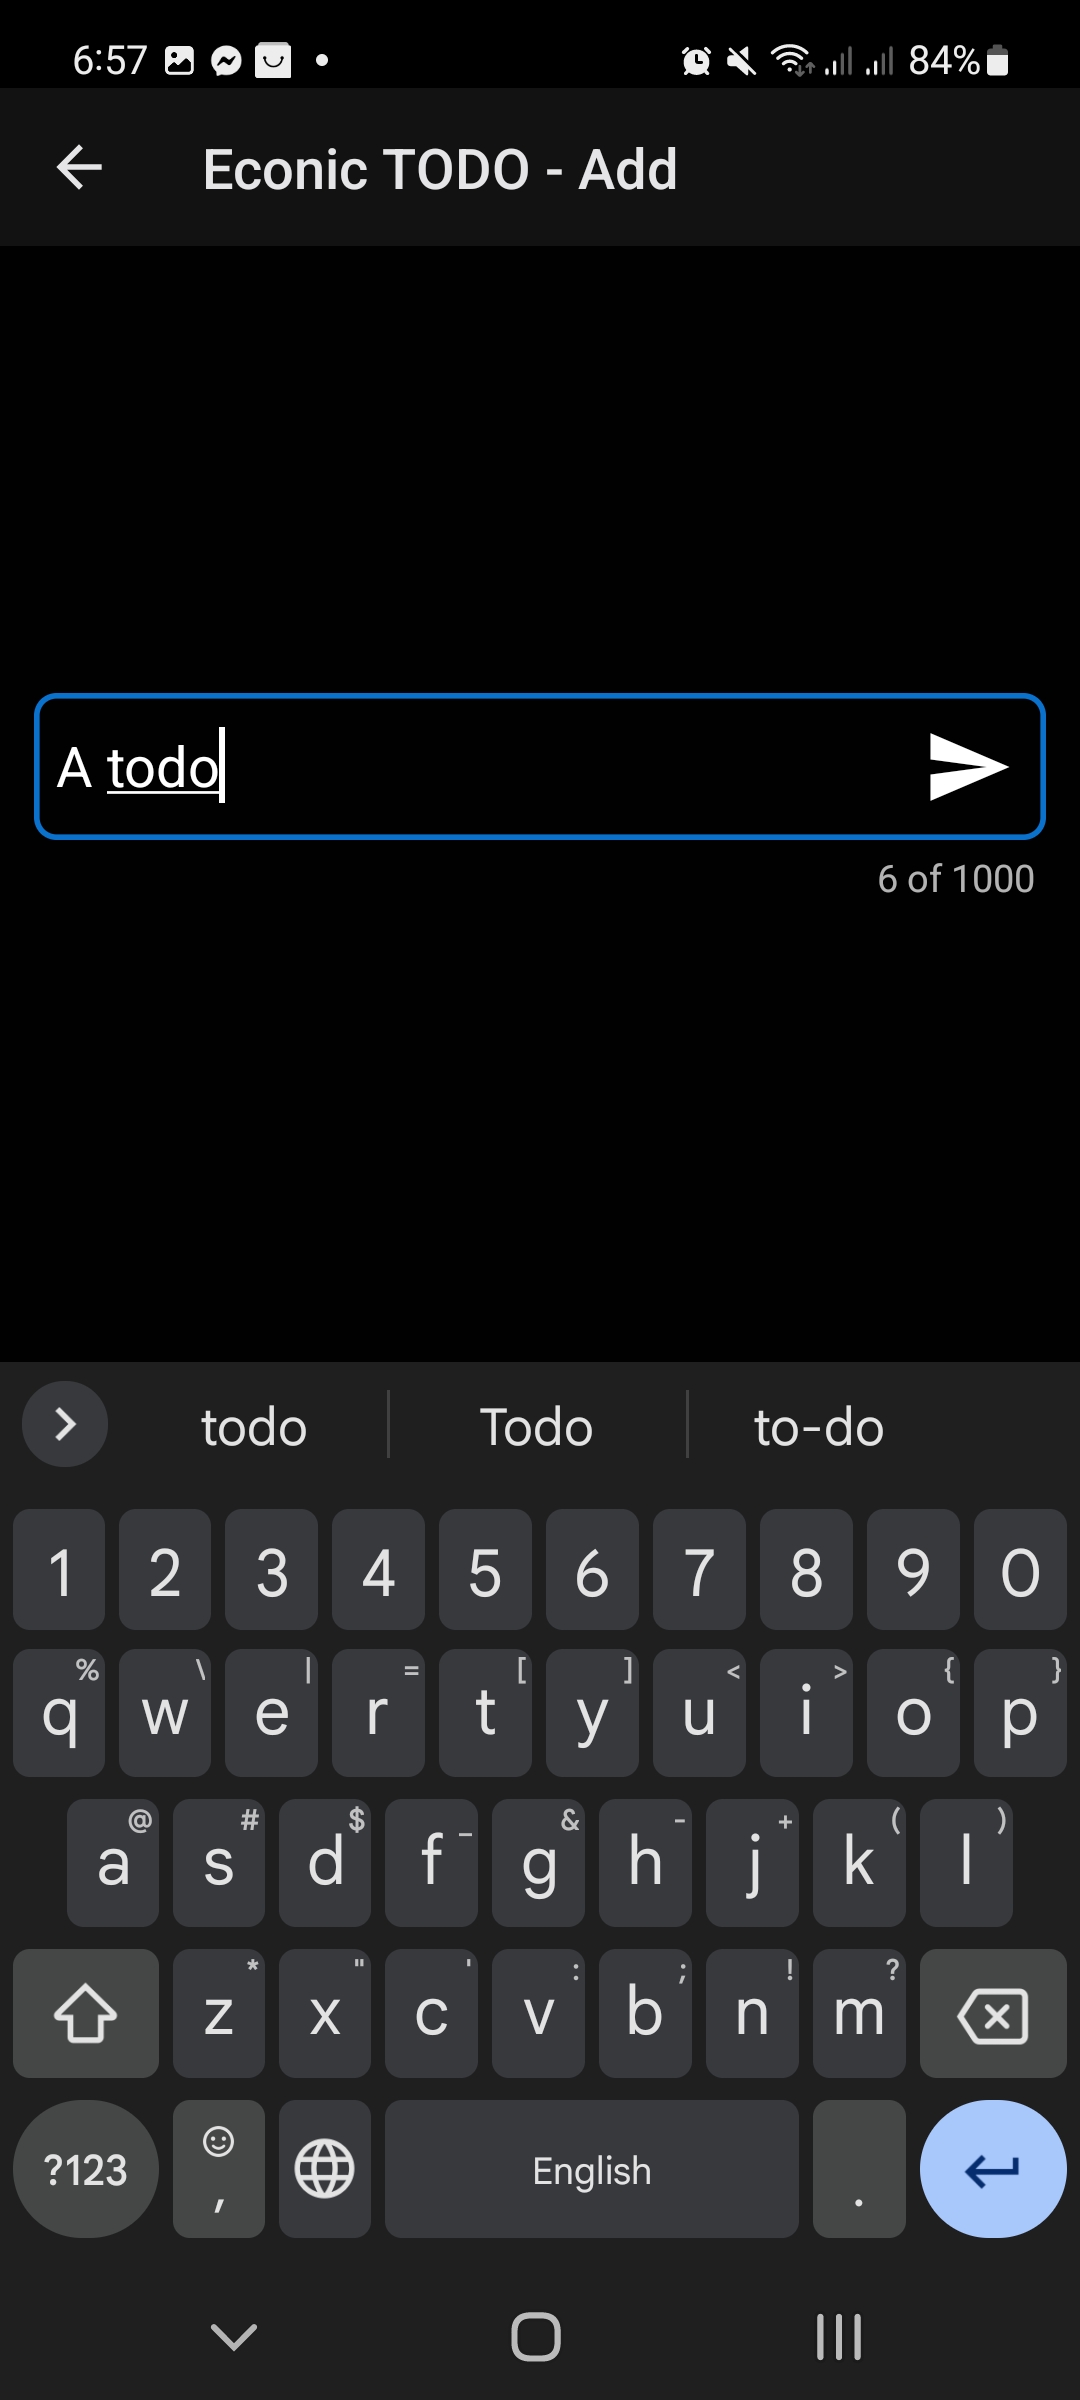 6:57 84%
Econic TODO - Add
A todo
6 of 1000
todo Todo to-do
1 2 3 4 5 6 7 8 9 0
% \ | = [ ] < > { }
q w e r t y u i o p
@ # $ _ & - + ( )
a s d f g h j k l
* " ' : ; ! ?
z x c v b n m
?123 , English .